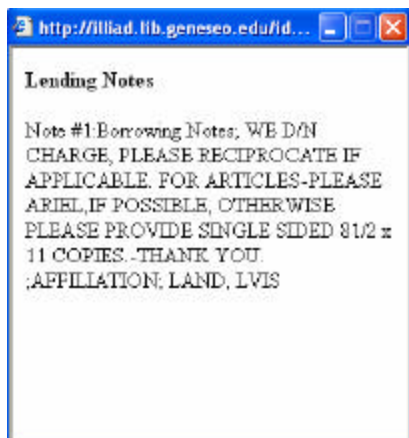 http://illiad.lib.geneseo.edu/id...
Lending Notes
Note #1:Borrowing Notes; WE D/N
CHARGE, PLEASE RECIPROCATE IF
APPLICABLE. FOR ARTICLES-PLEASE
ARIEL,IF POSSIBLE, OTHERWISE
PLEASE PROVIDE SINGLE SIDED 81/2 x
11 COPIES.-THANK YOU.
;AFFILIATION; LAND, LVIS